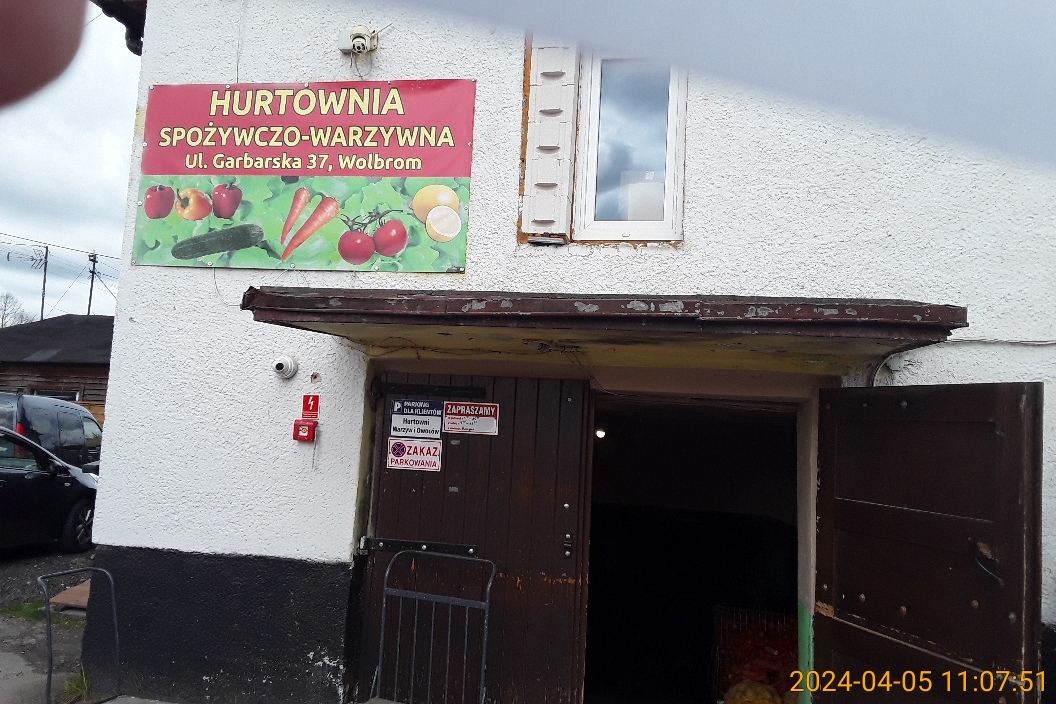 HURTOWNIA
SPOŻYWCZO-WARZYWNA
Ul. Garbarska 37, Wolbrom
P PARKING
DLA KLIENTÓW
Hurtowni
Warzyw i Owoców
ZAPRASZAMY
ZAKAZ
PARKOWANIA
2024-04-05 11:07:51